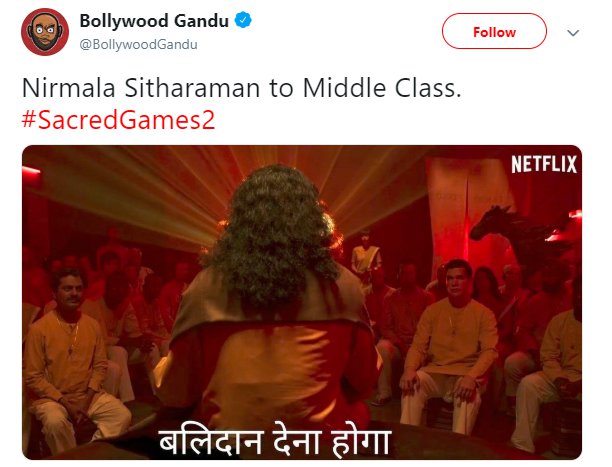 Bollywood Gandu
@BollywoodGandu
Follow
Nirmala Sitharaman to Middle Class.
#SacredGames2
NETFLIX
बलिदान देना होगा